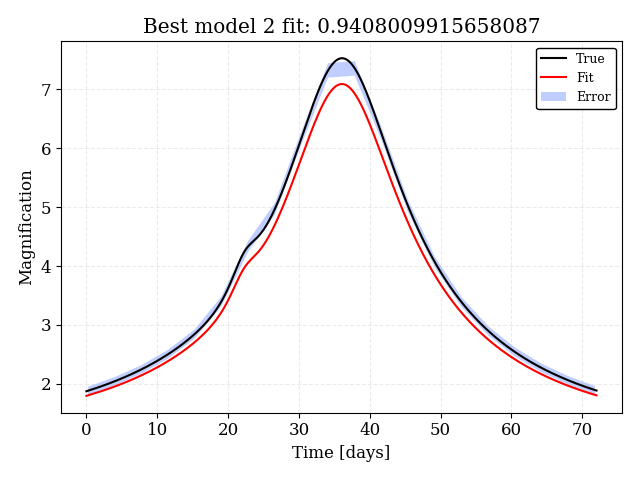 Best model 2 fit: 0.9408009915658087
True
Fit
Error
Magnification
7
6
5
4
3
2
0 10 20 30 40 50 60 70
Time [days]